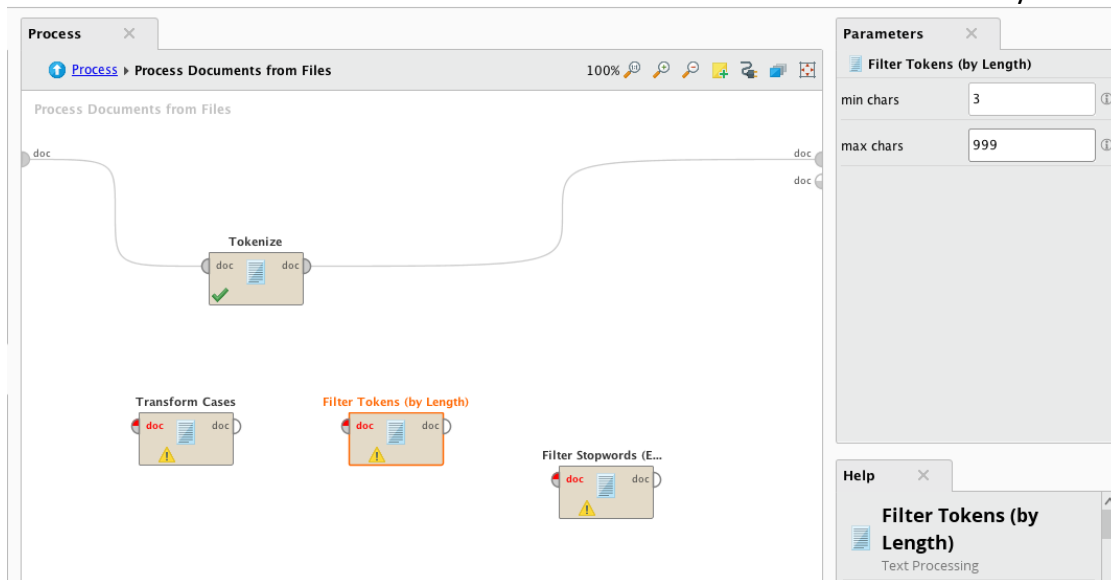 Process
Process ▸ Process Documents from Files
100%
Process Documents from Files
doc
doc
doc
Tokenize
doc doc
Transform Cases
doc doc
Filter Tokens (by Length)
doc doc
Filter Stopwords (E...
doc doc
Parameters
Filter Tokens (by Length)
min chars 3
max chars 999
Help
Filter Tokens (by
Length)
Text Processing